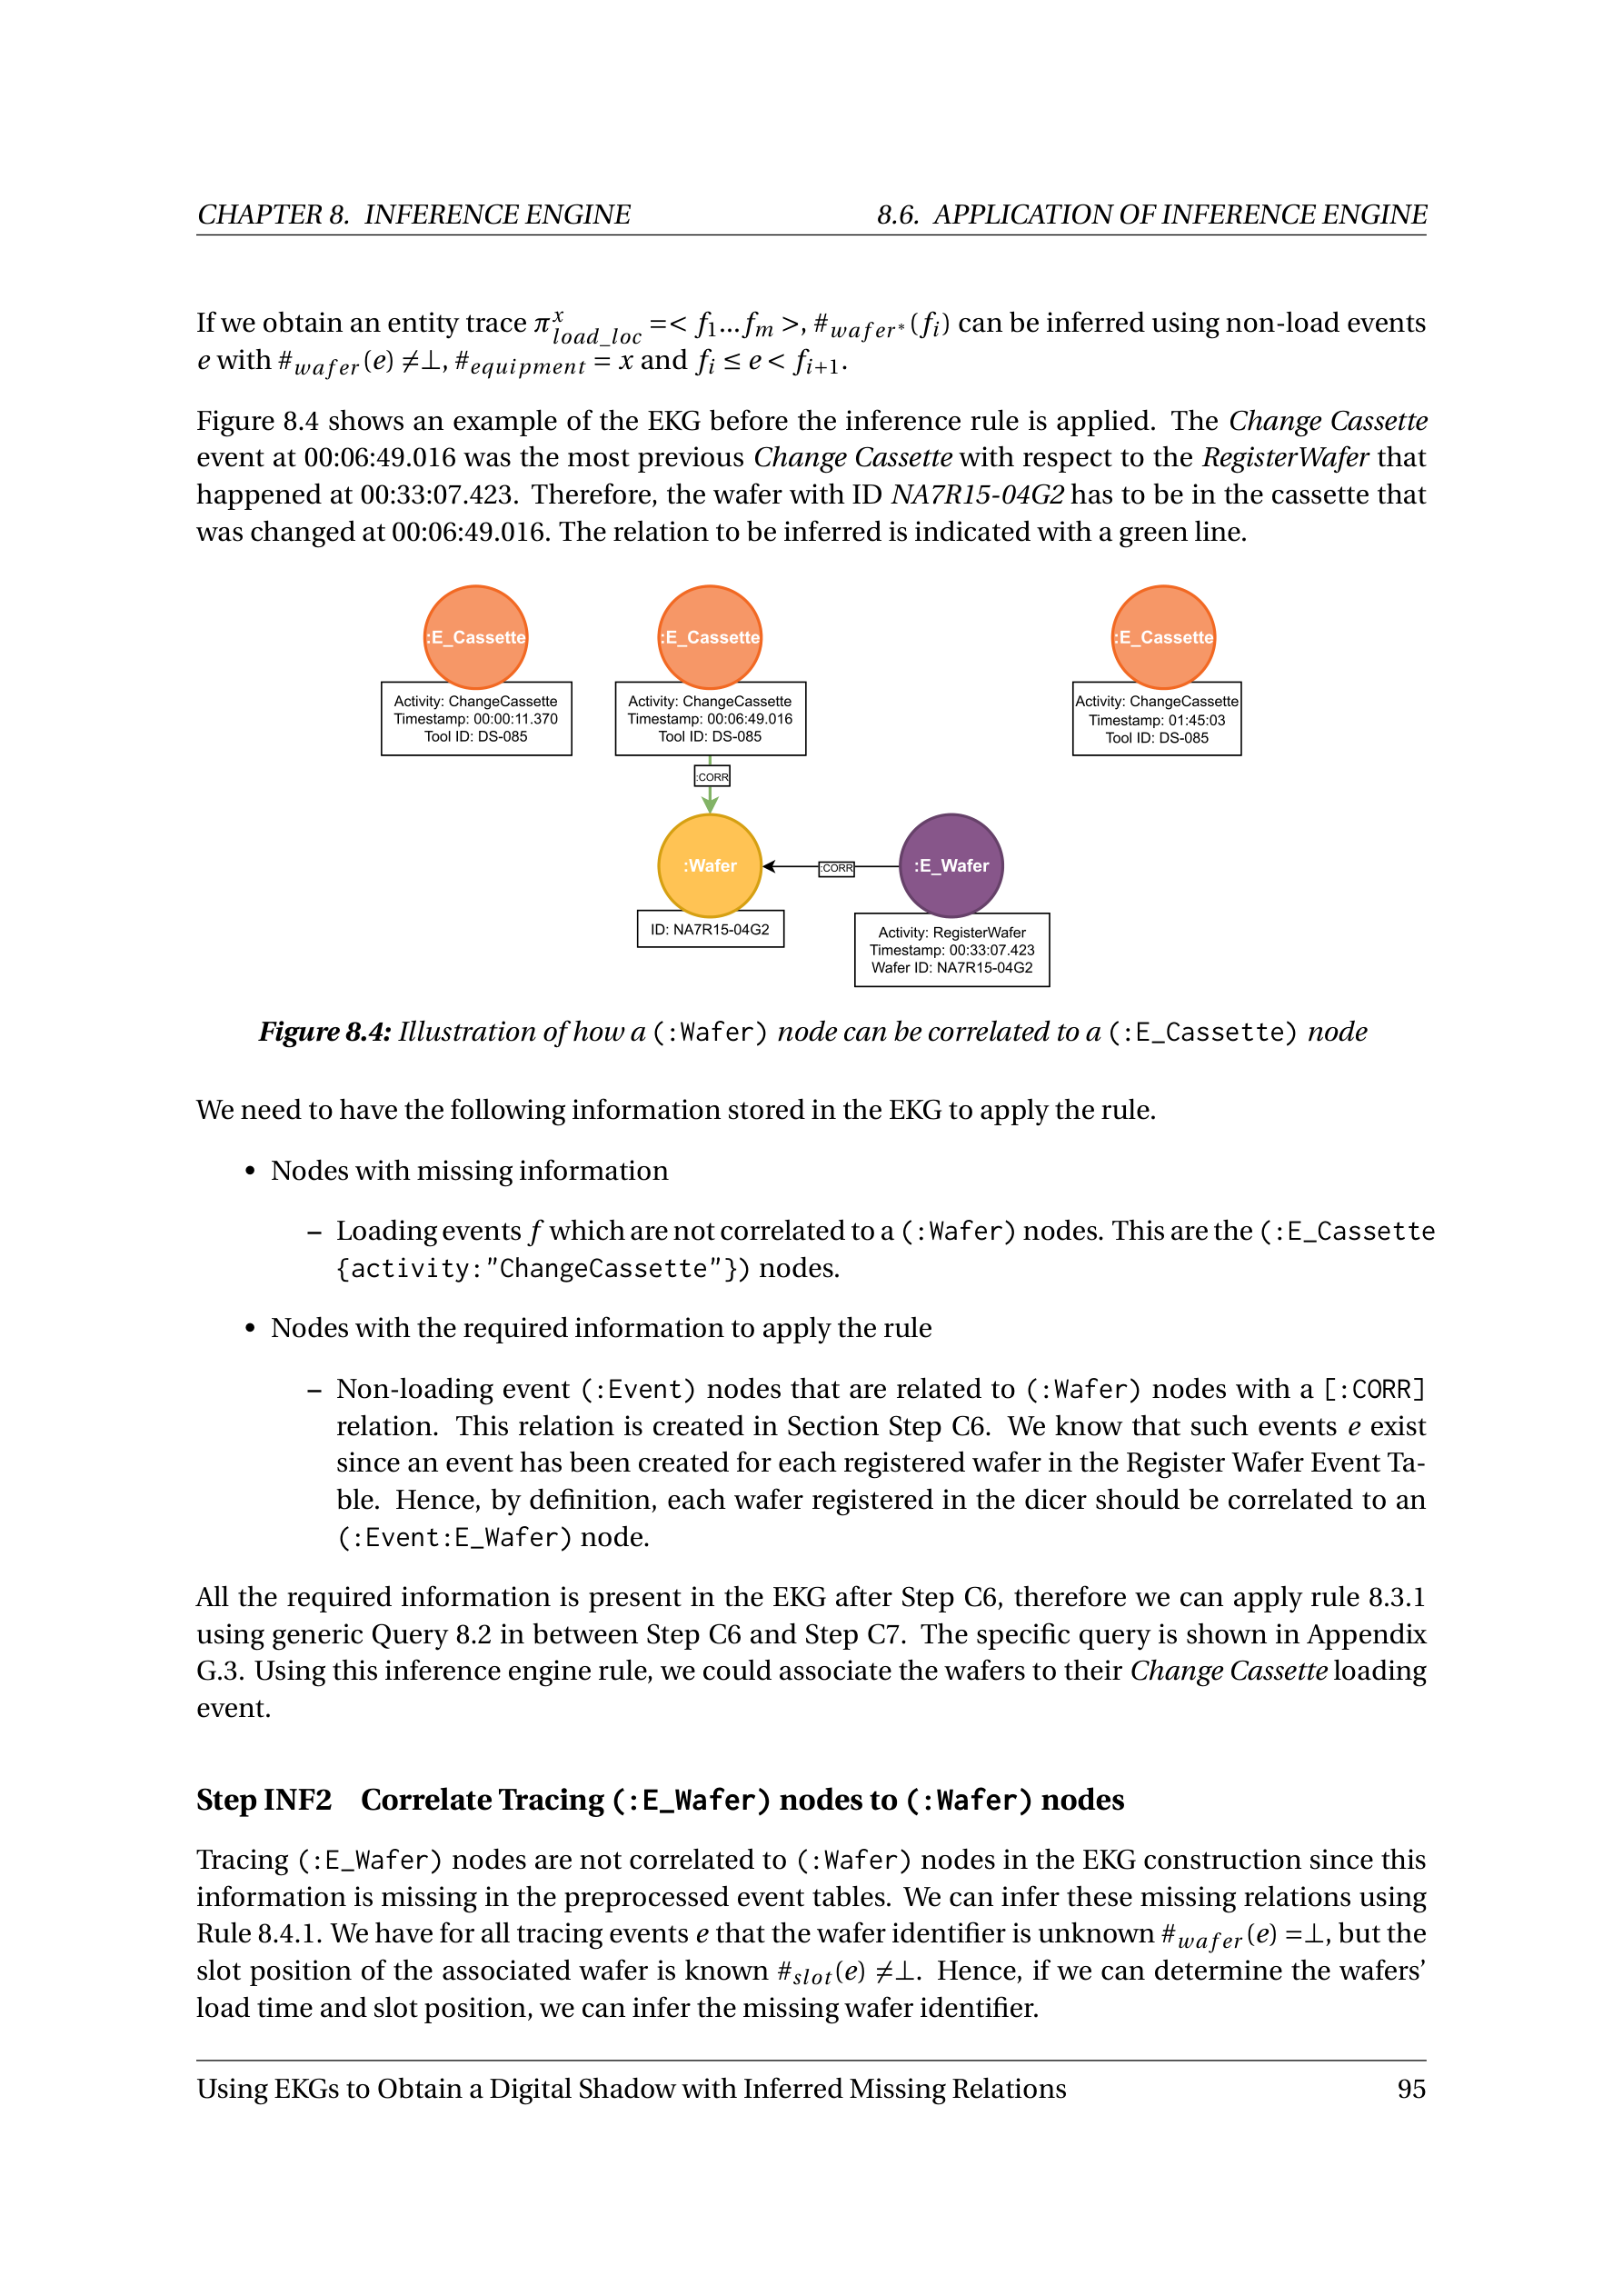 CHAPTER 8. INFERENCE ENGINE 8.6. APPLICATION OF INFERENCE ENGINE
If we obtain an entity trace π^x_{load_loc} =< f_1...f_m >, #_{wafer*}(f_i) can be inferred using non-load events
e with #_{wafer}(e) ≠⊥, #_{equipment} = x and f_i ≤ e < f_{i+1}.
Figure 8.4 shows an example of the EKG before the inference rule is applied. The Change Cassette
event at 00:06:49.016 was the most previous Change Cassette with respect to the RegisterWafer that
happened at 00:33:07.423. Therefore, the wafer with ID NA7R15-04G2 has to be in the cassette that
was changed at 00:06:49.016. The relation to be inferred is indicated with a green line.
:E_Cassette
Activity: ChangeCassette
Timestamp: 00:00:11.370
Tool ID: DS-085
:E_Cassette
Activity: ChangeCassette
Timestamp: 00:06:49.016
Tool ID: DS-085
:E_Cassette
Activity: ChangeCassette
Timestamp: 01:45:03
Tool ID: DS-085
:CORR
:Wafer
ID: NA7R15-04G2
:CORR
:E_Wafer
Activity: RegisterWafer
Timestamp: 00:33:07.423
Wafer ID: NA7R15-04G2
Figure 8.4: Illustration of how a (:Wafer) node can be correlated to a (:E_Cassette) node
We need to have the following information stored in the EKG to apply the rule.
• Nodes with missing information
– Loading events f which are not correlated to a (:Wafer) nodes. This are the (:E_Cassette
{activity:"ChangeCassette"}) nodes.
• Nodes with the required information to apply the rule
– Non-loading event (:Event) nodes that are related to (:Wafer) nodes with a [:CORR]
relation. This relation is created in Section Step C6. We know that such events e exist
since an event has been created for each registered wafer in the Register Wafer Event Ta-
ble. Hence, by definition, each wafer registered in the dicer should be correlated to an
(:Event:E_Wafer) node.
All the required information is present in the EKG after Step C6, therefore we can apply rule 8.3.1
using generic Query 8.2 in between Step C6 and Step C7. The specific query is shown in Appendix
G.3. Using this inference engine rule, we could associate the wafers to their Change Cassette loading
event.
Step INF2 Correlate Tracing (:E_Wafer) nodes to (:Wafer) nodes
Tracing (:E_Wafer) nodes are not correlated to (:Wafer) nodes in the EKG construction since this
information is missing in the preprocessed event tables. We can infer these missing relations using
Rule 8.4.1. We have for all tracing events e that the wafer identifier is unknown #_{wafer}(e) =⊥, but the
slot position of the associated wafer is known #_{slot}(e) ≠⊥. Hence, if we can determine the wafers'
load time and slot position, we can infer the missing wafer identifier.
Using EKGs to Obtain a Digital Shadow with Inferred Missing Relations 95